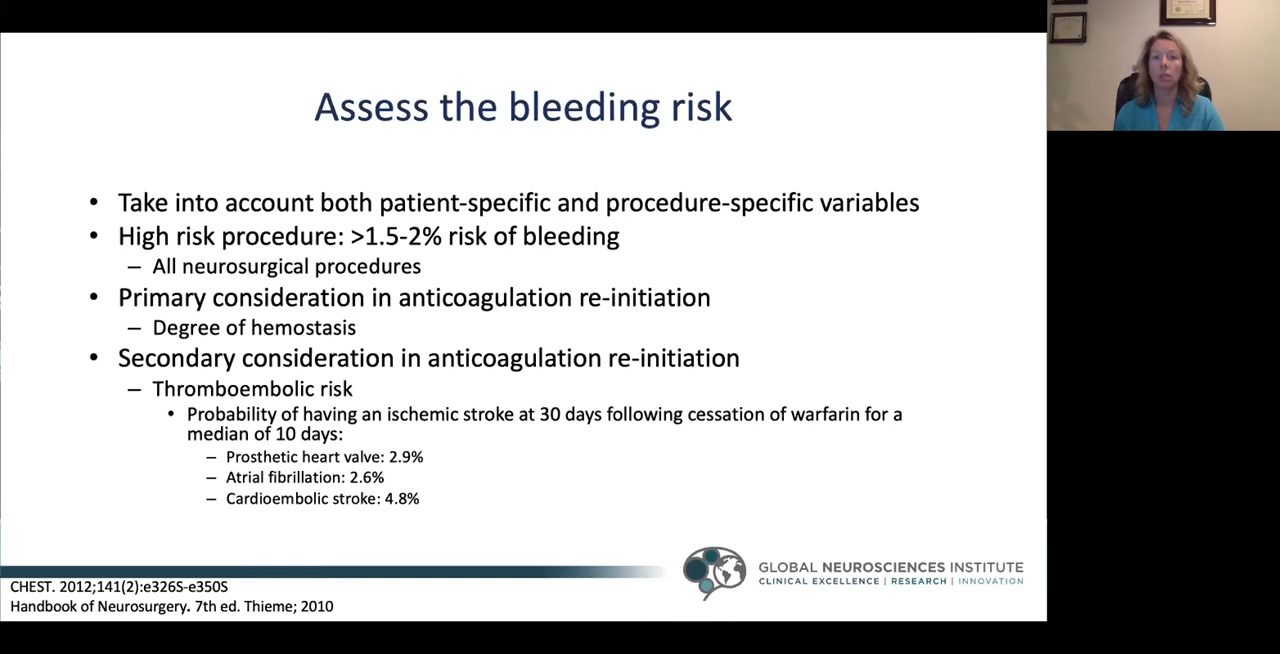 Assess the bleeding risk
• Take into account both patient-specific and procedure-specific variables
• High risk procedure: >1.5-2% risk of bleeding
– All neurosurgical procedures
• Primary consideration in anticoagulation re-initiation
– Degree of hemostasis
• Secondary consideration in anticoagulation re-initiation
– Thromboembolic risk
• Probability of having an ischemic stroke at 30 days following cessation of warfarin for a
median of 10 days:
– Prosthetic heart valve: 2.9%
– Atrial fibrillation: 2.6%
– Cardioembolic stroke: 4.8%
CHEST. 2012;141(2):e326S-e350S
Handbook of Neurosurgery. 7th ed. Thieme; 2010
GLOBAL NEUROSCIENCES INSTITUTE
CLINICAL EXCELLENCE | RESEARCH | INNOVATION